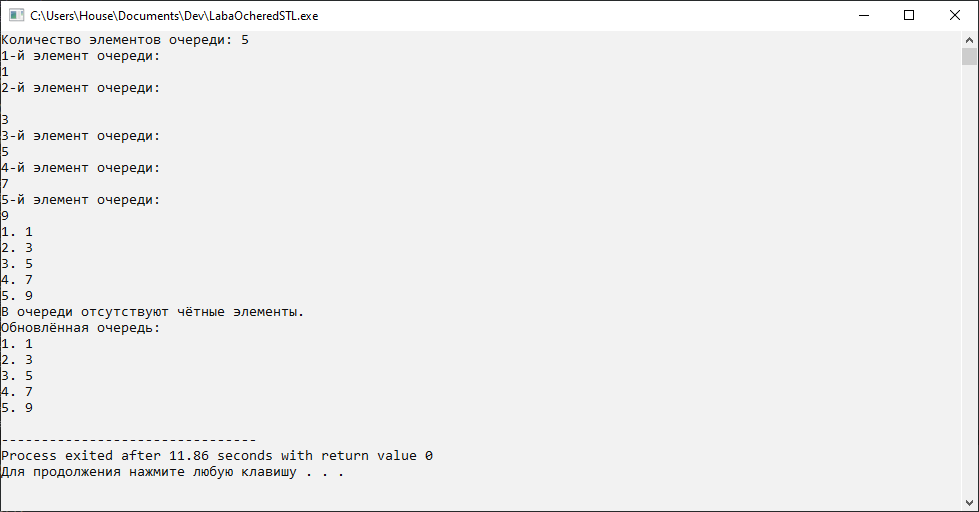 C:\Users\House\Documents\Dev\LabaOcheredSTL.exe
Количество элементов очереди: 5
1-й элемент очереди:
1
2-й элемент очереди:
3
3-й элемент очереди:
5
4-й элемент очереди:
7
5-й элемент очереди:
9
1. 1
2. 3
3. 5
4. 7
5. 9
В очереди отсутствуют чётные элементы.
Обновлённая очередь:
1. 1
2. 3
3. 5
4. 7
5. 9
--------------------------------
Process exited after 11.86 seconds with return value 0
Для продолжения нажмите любую клавишу . . .